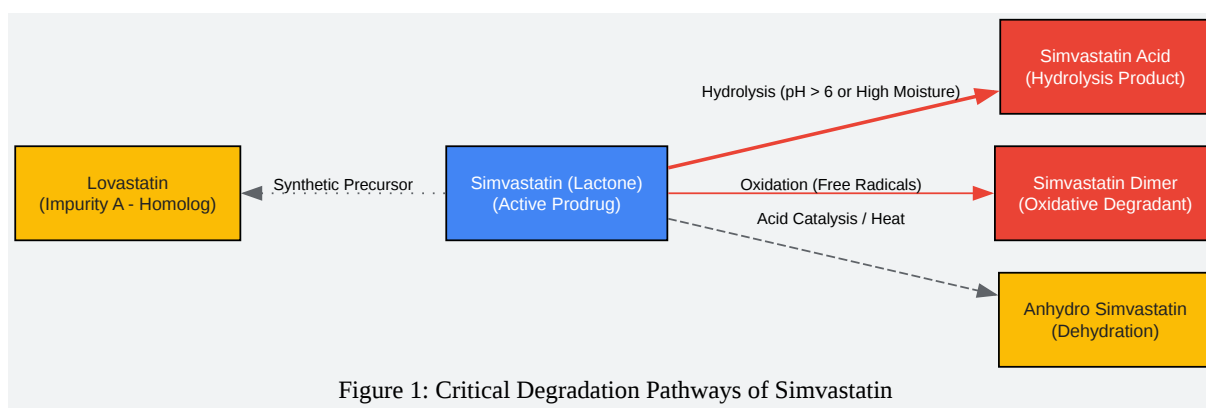 Lovastatin
(Impurity A - Homolog)
Synthetic Precursor
Simvastatin (Lactone)
(Active Prodrug)
Hydrolysis (pH > 6 or High Moisture)
Simvastatin Acid
(Hydrolysis Product)
Oxidation (Free Radicals)
Simvastatin Dimer
(Oxidative Degradant)
Acid Catalysis / Heat
Anhydro Simvastatin
(Dehydration)
Figure 1: Critical Degradation Pathways of Simvastatin